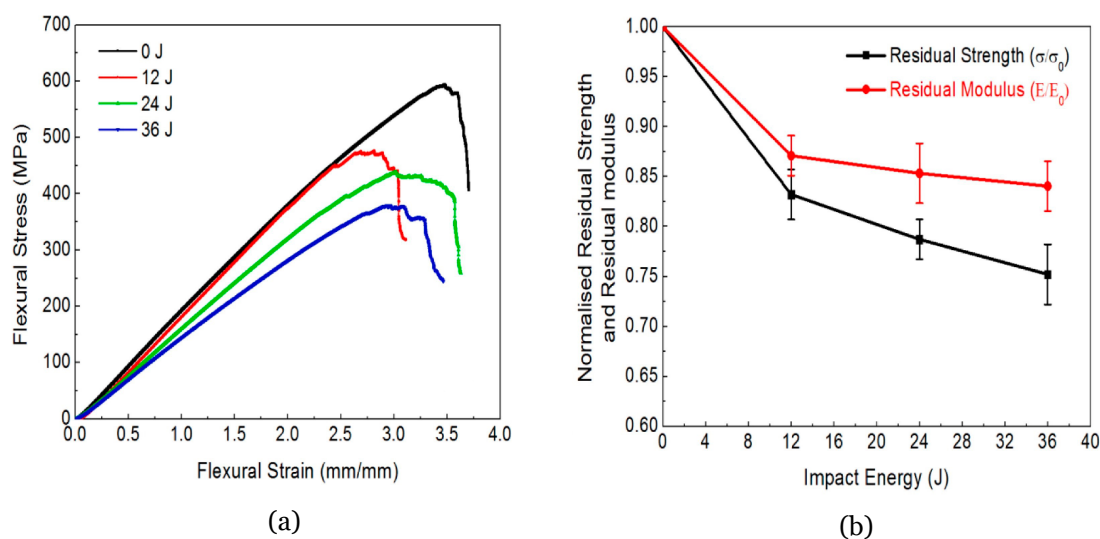 700
600
500
400
300
200
100
0
0.0
0.5
1.0
1.5
2.0
2.5
3.0
3.5
4.0
Flexural Stress (MPa)
Flexural Strain (mm/mm)
0 J
12 J
24 J
36 J
(a)
1.00
0.95
0.90
0.85
0.80
0.75
0.70
0.65
0.60
0
4
8
12
16
20
24
28
32
36
40
Normalised Residual Strength
and Residual modulus
Impact Energy (J)
Residual Strength (σ/σ₀)
Residual Modulus (E/E₀)
(b)